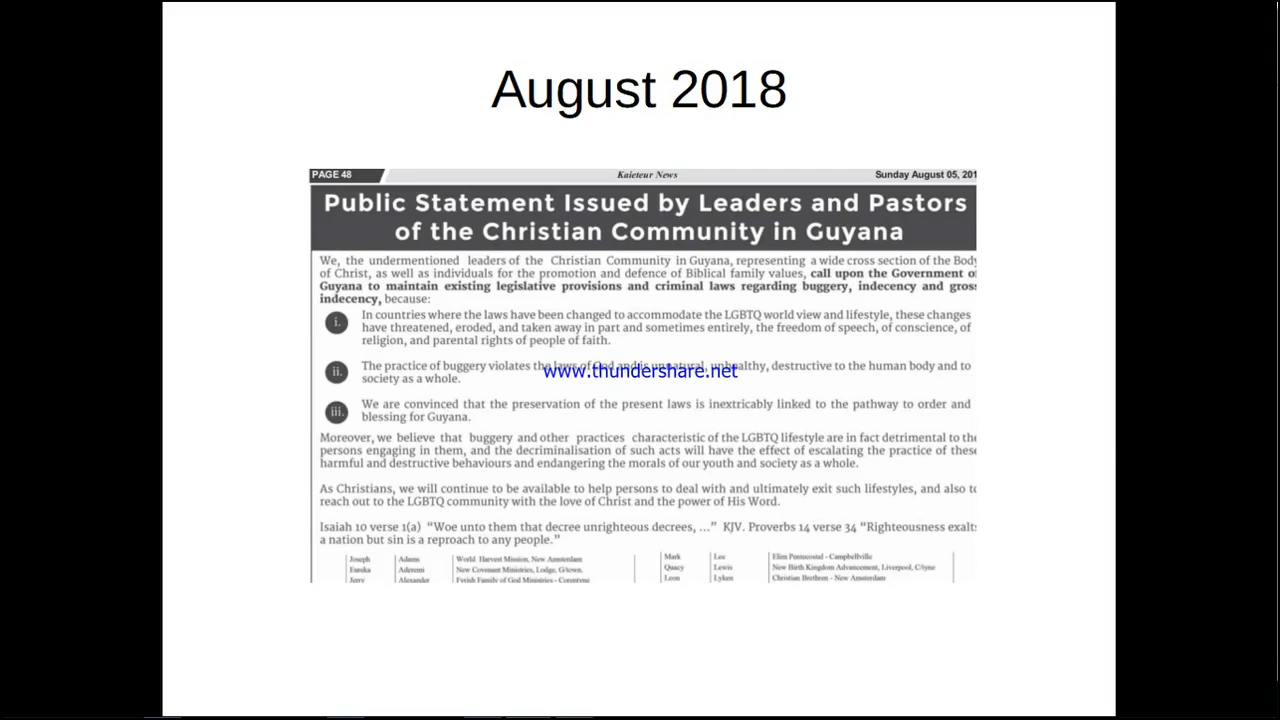 August 2018
PAGE 48 Kaieteur News Sunday August 05, 201
Public Statement Issued by Leaders and Pastors
of the Christian Community in Guyana
We, the undermentioned leaders of the Christian Community in Guyana, representing a wide cross section of the Body
of Christ, as well as individuals for the promotion and defence of Biblical family values, call upon the Government of
Guyana to maintain existing legislative provisions and criminal laws regarding buggery, indecency and gross
indecency, because:
i. In countries where the laws have been changed to accommodate the LGBTQ world view and lifestyle, these changes
have threatened, eroded, and taken away in part and sometimes entirely, the freedom of speech, of conscience, of
religion, and parental rights of people of faith.
ii. The practice of buggery violates the laws of God and is unnatural, unhealthy, destructive to the human body and to
www.thundershare.net
society as a whole.
iii. We are convinced that the preservation of the present laws is inextricably linked to the pathway to order and
blessing for Guyana.
Moreover, we believe that buggery and other practices characteristic of the LGBTQ lifestyle are in fact detrimental to the
persons engaging in them, and the decriminalisation of such acts will have the effect of escalating the practice of these
harmful and destructive behaviours and endangering the morals of our youth and society as a whole.
As Christians, we will continue to be available to help persons to deal with and ultimately exit such lifestyles, and also to
reach out to the LGBTQ community with the love of Christ and the power of His Word.
Isaiah 10 verse 1(a) “Woe unto them that decree unrighteous decrees, ...” KJV. Proverbs 14 verse 34 “Righteousness exalts
a nation but sin is a reproach to any people.”
Joseph Adams World Harvest Mission, New Amsterdam Mark Lee Elim Pentecostal - Campbellville
Eureka Aderemi New Covenant Ministries, Lodge, G/town. Quacy Lewis New Birth Kingdom Advancement, Liverpool, C/tyne
Jerry Alexander Family of God Ministries - Corentyne Leon Lyken Christian Brethren - New Amsterdam